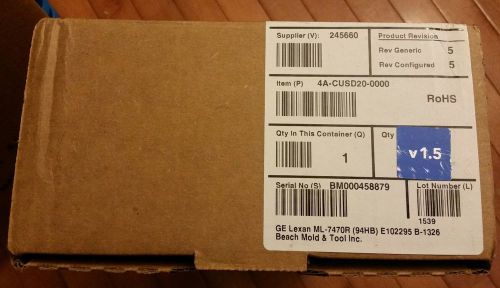 Supplier (V): 245660
Product Revision
Rev Generic 5
Rev Configured 5
Item (P) 4A-CUSD20-0000
RoHS
Qty In This Container (Q)
1
Qty
v 1.5
Serial No (S) BM000458879
Lot Number (L)
1539
GE Lexan ML-7470R (94HB) E102295 B-1326
Beach Mold & Tool Inc.